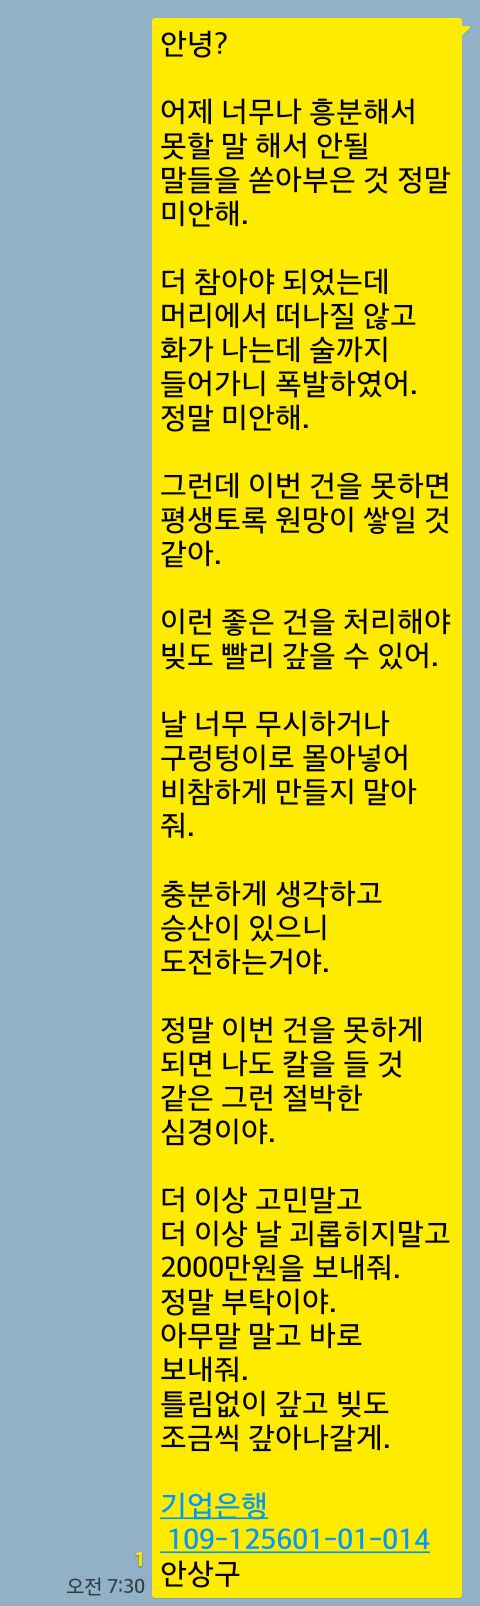 안녕?
어제 너무나 흥분해서
못할 말 해서 안될
말들을 쏟아부은 것 정말
미안해.
더 참아야 되었는데
머리에서 떠나질 않고
화가 나는데 술까지
들어가니 폭발하였어.
정말 미안해.
그런데 이번 건을 못하면
평생토록 원망이 쌓일 것
같아.
이런 좋은 건을 처리해야
빚도 빨리 갚을 수 있어.
날 너무 무시하거나
구렁텅이로 몰아넣어
비참하게 만들지 말아
줘.
충분하게 생각하고
승산이 있으니
도전하는거야.
정말 이번 건을 못하게
되면 나도 칼을 들 것
같은 그런 절박한
심경이야.
더 이상 고민말고
더 이상 날 괴롭히지말고
2000만원을 보내줘.
정말 부탁이야.
아무말 말고 바로
보내줘.
틀림없이 갚고 빚도
조금씩 갚아나갈게.
기업은행
109-125601-01-014
안상구
1
오전 7:30